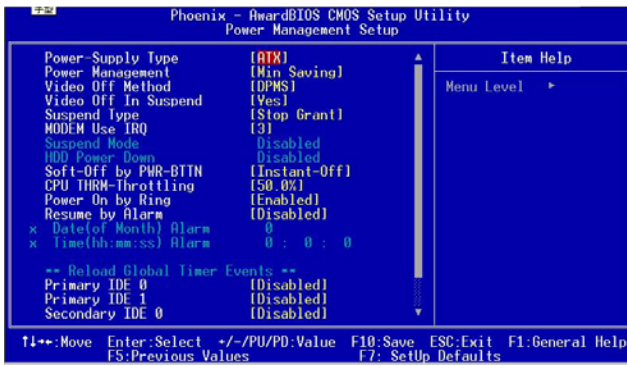 Phoenix - AwardBIOS CMOS Setup Utility
Power Management Setup
Power-Supply Type [ATX]
Power Management [Min Saving]
Video Off Method [DPMS]
Video Off In Suspend [Yes]
Suspend Type [Stop Grant]
MODEM Use IRQ [3]
Suspend Mode Disabled
HDD Power Down Disabled
Soft-Off by PWR-BTTN [Instant-Off]
CPU THRM-Throttling [50.0%]
Power On by Ring [Enabled]
Resume by Alarm [Disabled]
x Date(of Month) Alarm 0
x Time(hh:mm:ss) Alarm 0 : 0 : 0
** Reload Global Timer Events **
Primary IDE 0 [Disabled]
Primary IDE 1 [Disabled]
Secondary IDE 0 [Disabled]
Item Help
Menu Level ►
↑↓→←:Move Enter:Select +/-/PU/PD:Value F10:Save ESC:Exit F1:General Help
F5:Previous Values F7: SetUp Defaults